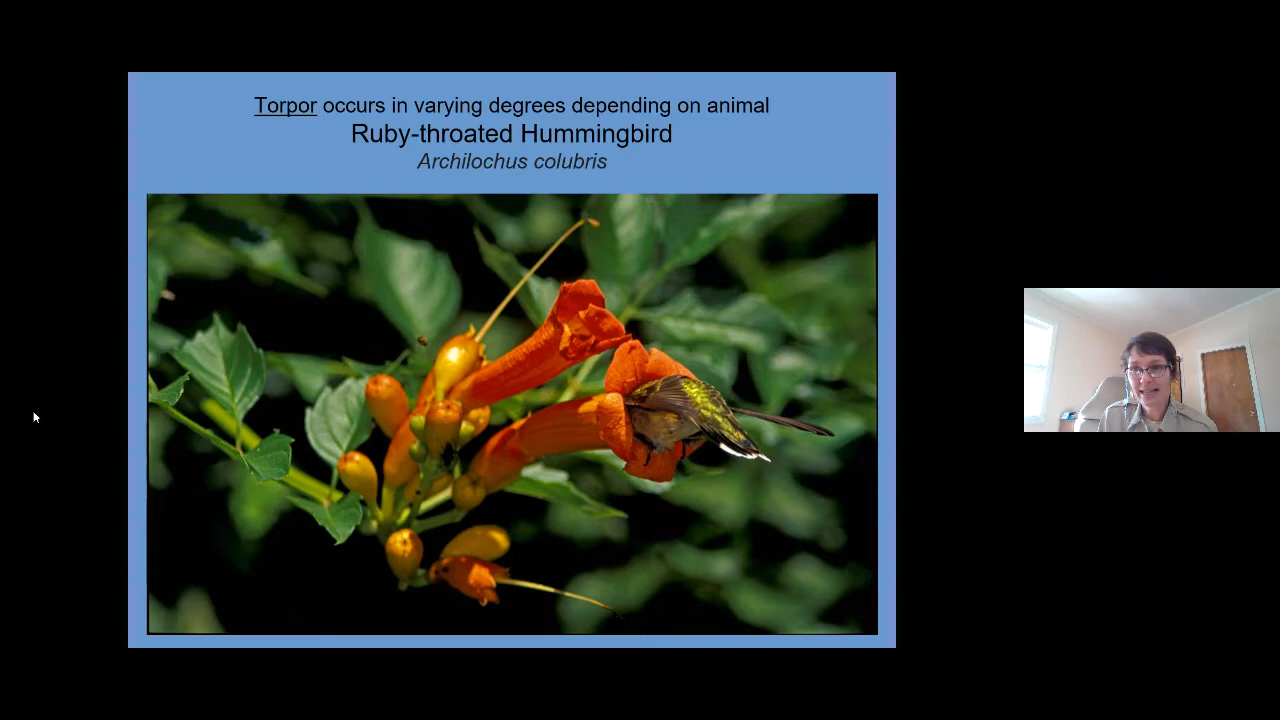 Torpor occurs in varying degrees depending on animal
Ruby-throated Hummingbird
Archilochus colubris